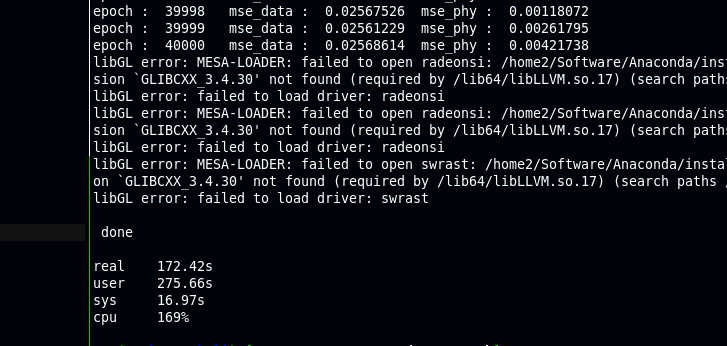 epoch :  39998   mse_data :  0.02567526  mse_phy :  0.00118072
epoch :  39999   mse_data :  0.02561229  mse_phy :  0.00261795
epoch :  40000   mse_data :  0.02568614  mse_phy :  0.00421738
libGL error: MESA-LOADER: failed to open radeonsi: /home2/Software/Anaconda/inst
sion `GLIBCXX_3.4.30' not found (required by /lib64/libLLVM.so.17) (search paths
libGL error: failed to load driver: radeonsi
libGL error: MESA-LOADER: failed to open radeonsi: /home2/Software/Anaconda/inst
sion `GLIBCXX_3.4.30' not found (required by /lib64/libLLVM.so.17) (search paths
libGL error: failed to load driver: radeonsi
libGL error: MESA-LOADER: failed to open swrast: /home2/Software/Anaconda/instal
on `GLIBCXX_3.4.30' not found (required by /lib64/libLLVM.so.17) (search paths /
libGL error: failed to load driver: swrast
done
real    172.42s
user    275.66s
sys     16.97s
cpu     169%